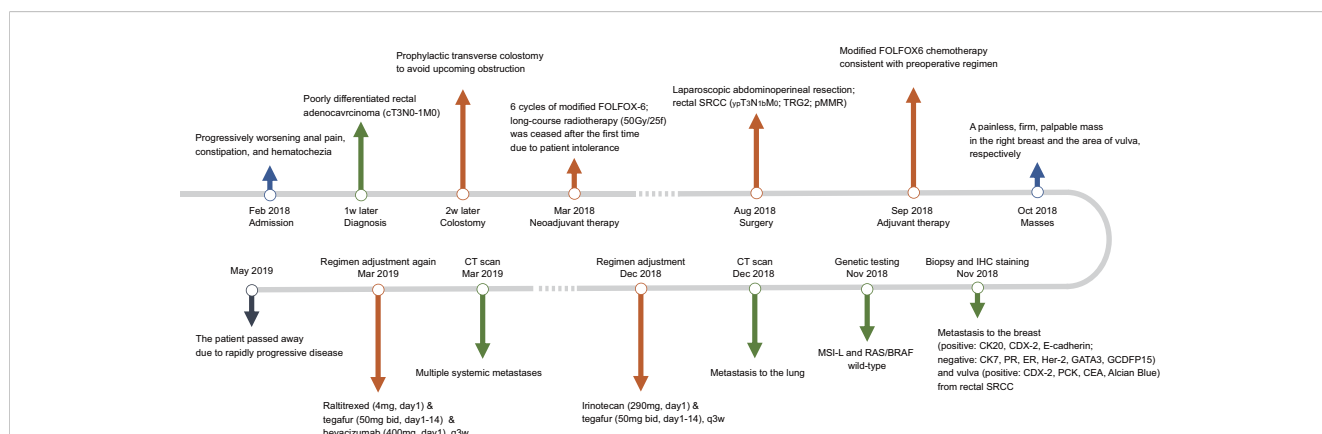 Progressively worsening anal pain,
constipation, and hematochezia
Feb 2018
Admission
Poorly differentiated rectal
adenocavrcinoma (cT3N0-1M0)
1w later
Diagnosis
Prophylactic transverse colostomy
to avoid upcoming obstruction
2w later
Colostomy
6 cycles of modified FOLFOX-6;
long-course radiotherapy (50Gy/25f)
was ceased after the first time
due to patient intolerance
Mar 2018
Neoadjuvant therapy
Laparoscopic abdominoperineal resection;
rectal SRCC (ypT3N1bM0; TRG2; pMMR)
Aug 2018
Surgery
Modified FOLFOX6 chemotherapy
consistent with preoperative regimen
Sep 2018
Adjuvant therapy
A painless, firm, palpable mass
in the right breast and the area of vulva,
respectively
Oct 2018
Masses
Biopsy and IHC staining
Nov 2018
Metastasis to the breast
(positive: CK20, CDX-2, E-cadherin;
negative: CK7, PR, ER, Her-2, GATA3, GCDFP15)
and vulva (positive: CDX-2, PCK, CEA, Alcian Blue)
from rectal SRCC
Genetic testing
Nov 2018
MSI-L and RAS/BRAF
wild-type
CT scan
Dec 2018
Metastasis to the lung
Regimen adjustment
Dec 2018
Irinotecan (290mg, day1) &
tegafur (50mg bid, day1-14), q3w
CT scan
Mar 2019
Multiple systemic metastases
Regimen adjustment again
Mar 2019
Raltitrexed (4mg, day1) &
tegafur (50mg bid, day1-14) &
bevacizumab (400mg, day1), q3w
May 2019
The patient passed away
due to rapidly progressive disease